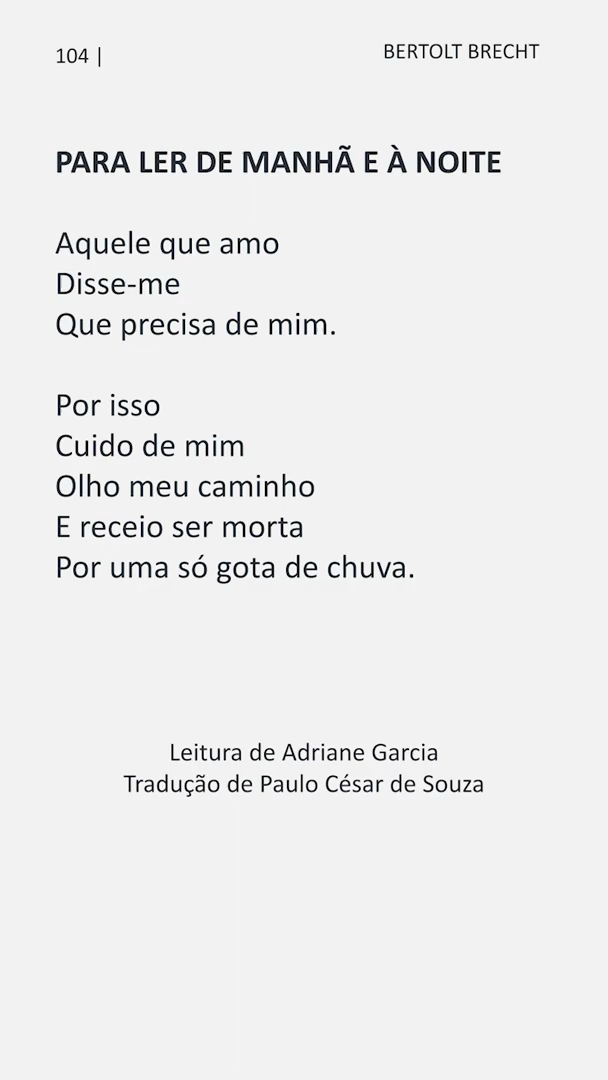 104 |
BERTOLT BRECHT
PARA LER DE MANHÃ E À NOITE
Aquele que amo
Disse-me
Que precisa de mim.
Por isso
Cuido de mim
Olho meu caminho
E receio ser morta
Por uma só gota de chuva.
Leitura de Adriane Garcia
Tradução de Paulo César de Souza